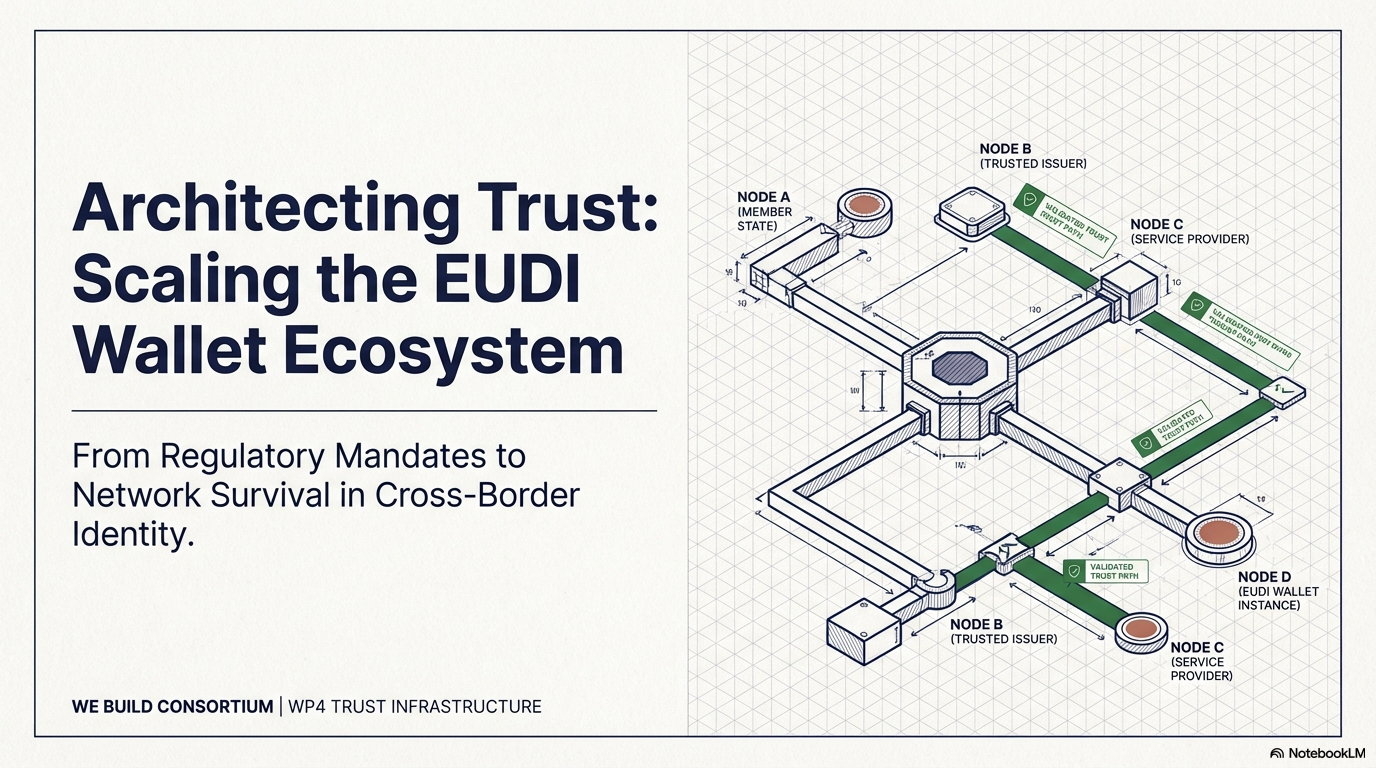 Architecting Trust:
Scaling the EUDI
Wallet Ecosystem
From Regulatory Mandates to
Network Survival in Cross-Border
Identity.
WE BUILD CONSORTIUM | WP4 TRUST INFRASTRUCTURE
NODE A
(MEMBER
STATE)
NODE B
(TRUSTED ISSUER)
NODE C
(SERVICE PROVIDER)
NODE D
(EUDI WALLET
INSTANCE)
VALIDATED
TRUST
NODE B
(TRUSTED ISSUER)
NODE C
(SERVICE
PROVIDER)
NotebookLM